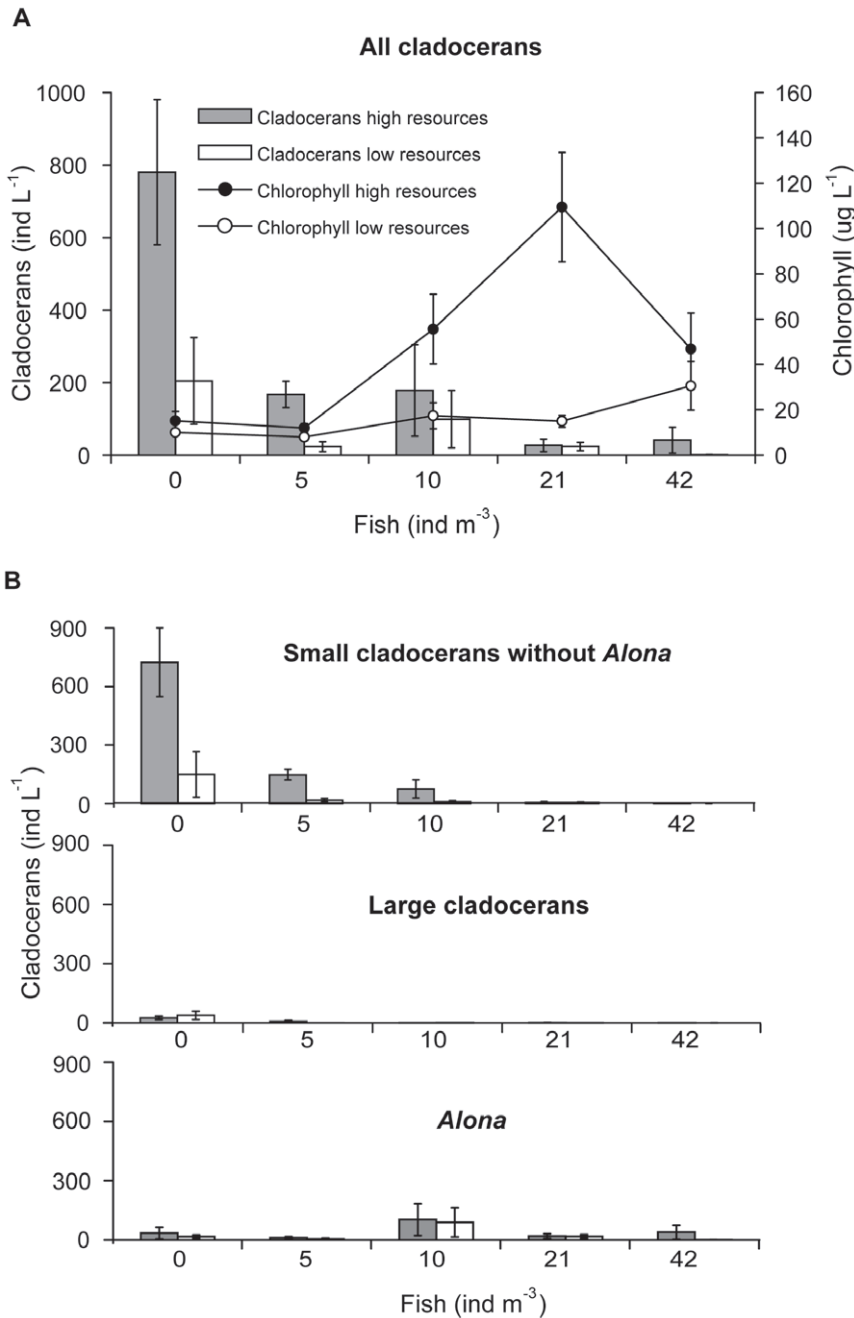 A
All cladocerans
1000
800
600
400
200
0
Cladocerans (ind L⁻¹)
Cladocerans high resources
Cladocerans low resources
Chlorophyll high resources
Chlorophyll low resources
160
140
120
100
80
60
40
20
0
Chlorophyll (ug L⁻¹)
0 5 10 21 42
Fish (ind m⁻³)
B
Cladocerans (ind L⁻¹)
Small cladocerans without Alona
900
600
300
0
0 5 10 21 42
Large cladocerans
900
600
300
0
0 5 10 21 42
Alona
900
600
300
0
0 5 10 21 42
Fish (ind m⁻³)